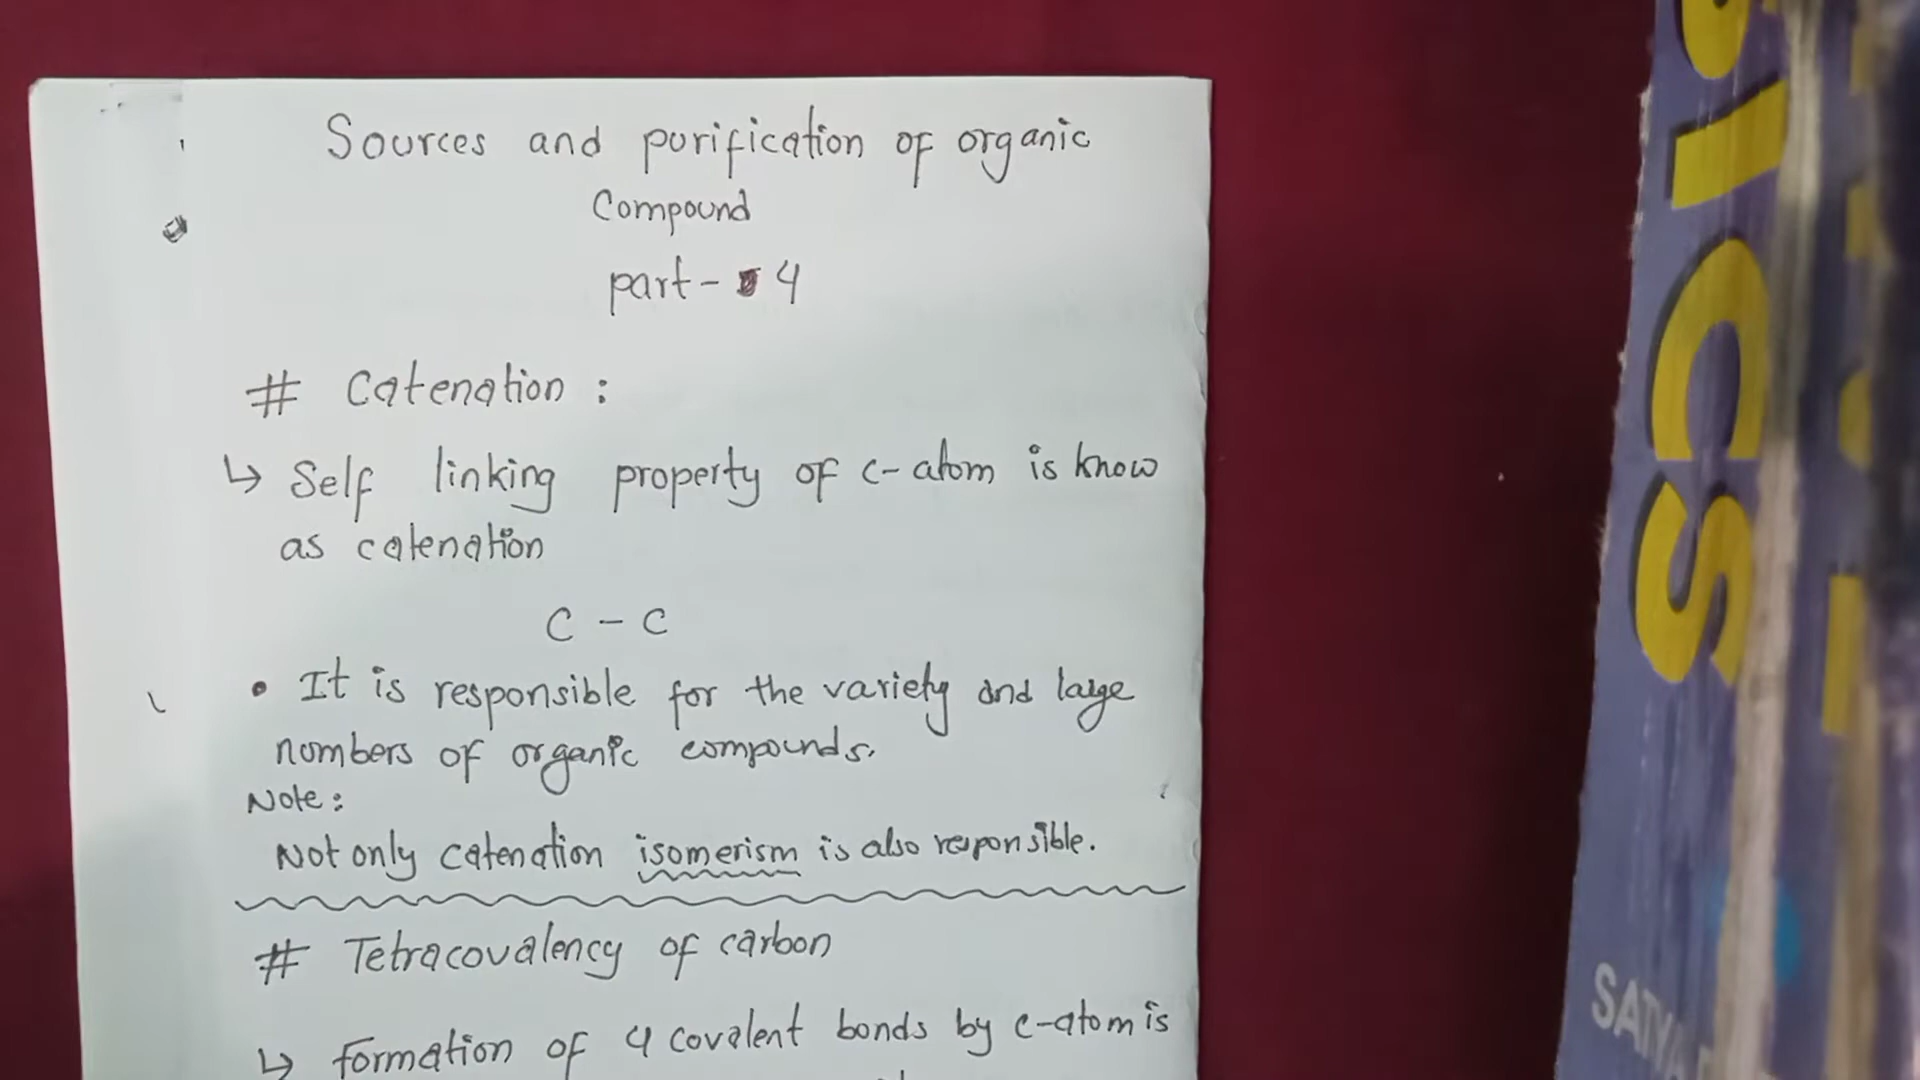 Sources and purification of organic
Compound
part - 4
# Catenation :
↳ Self linking property of c-atom is know
as catenation
C - C
• It is responsible for the variety and large
numbers of organic compounds.
Note :
Not only catenation isomerism is also responsible.
# Tetracovalency of carbon
↳ formation of 4 covalent bonds by c-atom is
SICS
SATYA